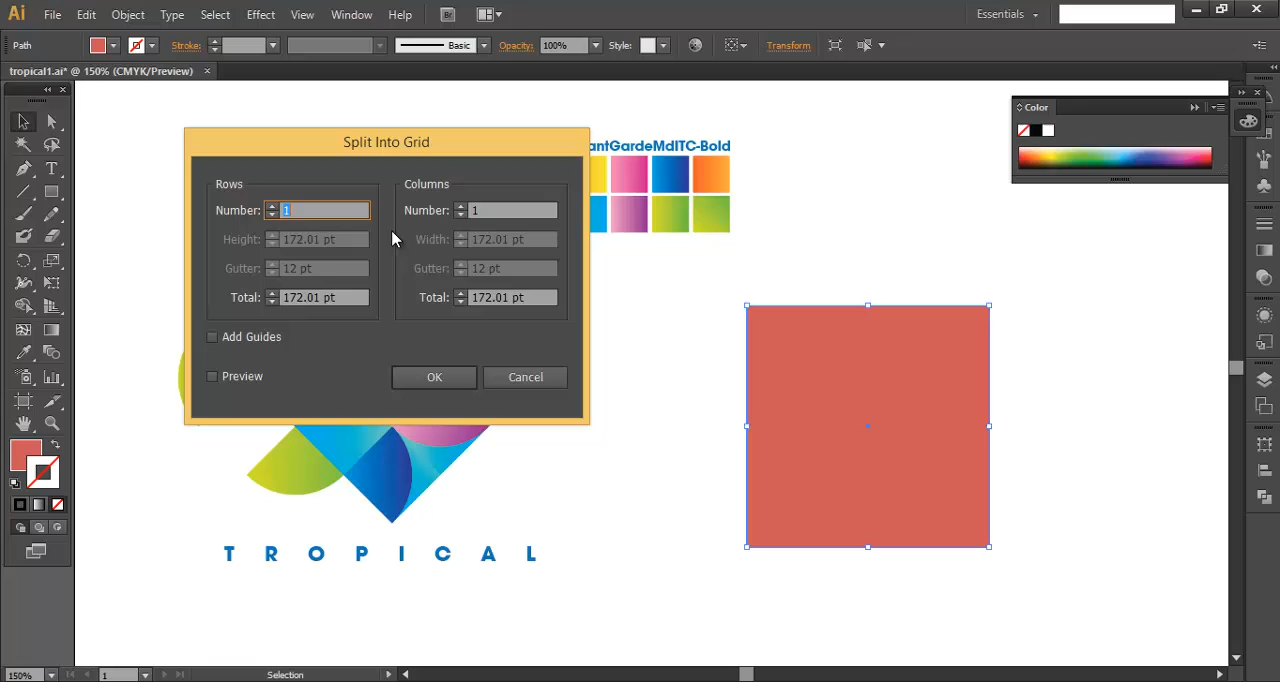 Ai File Edit Object Type Select Effect View Window Help Br Essentials
Path Stroke: Basic Opacity: 100% Style: Transform
tropical1.ai* @ 150% (CMYK/Preview) ×
Color
Split Into Grid
antGardeMdITC-Bold
Rows Columns
Number: 1 Number: 1
Height: 172.01 pt Width: 172.01 pt
Gutter: 12 pt Gutter: 12 pt
Total: 172.01 pt Total: 172.01 pt
Add Guides
Preview OK Cancel
TROPICAL
150% 1 Selection